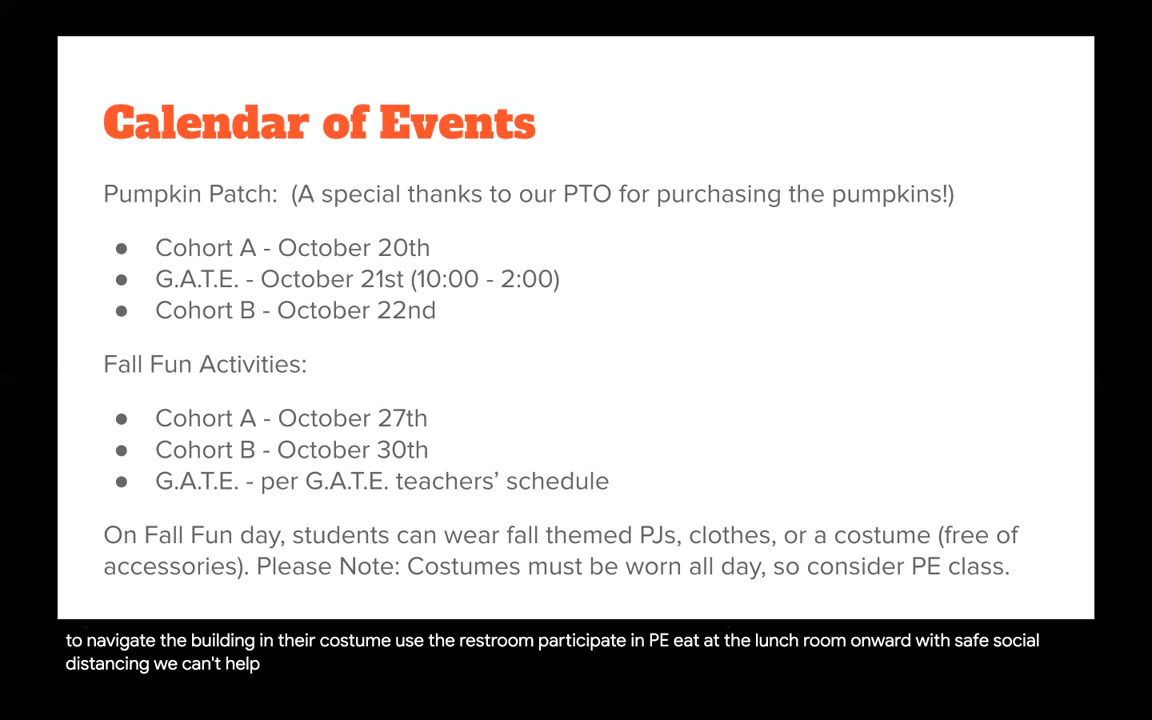 Calendar of Events
Pumpkin Patch:  (A special thanks to our PTO for purchasing the pumpkins!)
● Cohort A - October 20th
● G.A.T.E. - October 21st (10:00 - 2:00)
● Cohort B - October 22nd
Fall Fun Activities:
● Cohort A - October 27th
● Cohort B - October 30th
● G.A.T.E. - per G.A.T.E. teachers’ schedule
On Fall Fun day, students can wear fall themed PJs, clothes, or a costume (free of
accessories). Please Note: Costumes must be worn all day, so consider PE class.
to navigate the building in their costume use the restroom participate in PE eat at the lunch room onward with safe social
distancing we can't help